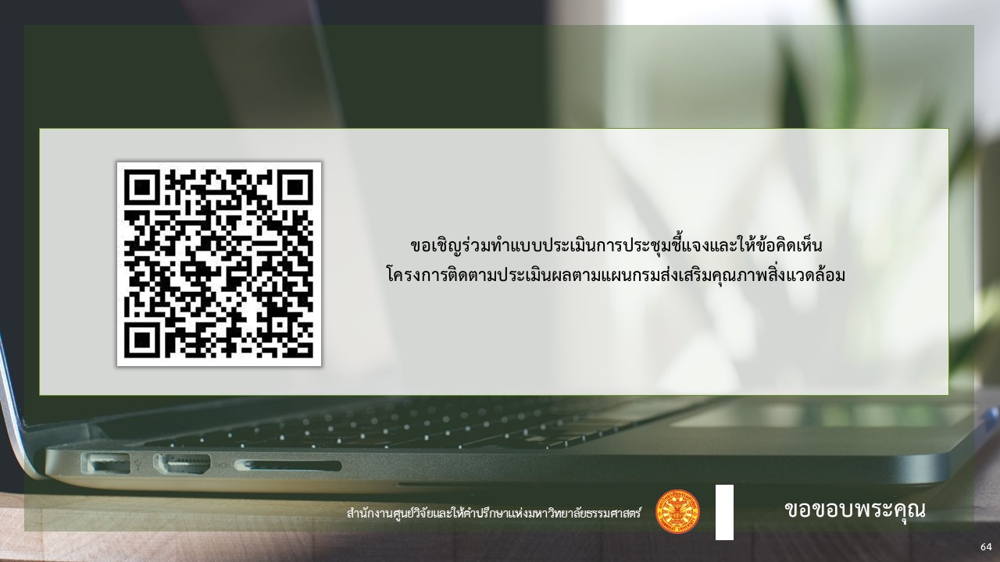 ขอเชิญร่วมทำแบบประเมินการประชุมชี้แจงและให้ข้อคิดเห็น
โครงการติดตามประเมินผลตามแผนกรมส่งเสริมคุณภาพสิ่งแวดล้อม
สำนักงานศูนย์วิจัยและให้คำปรึกษาแห่งมหาวิทยาลัยธรรมศาสตร์
ขอขอบพระคุณ
64